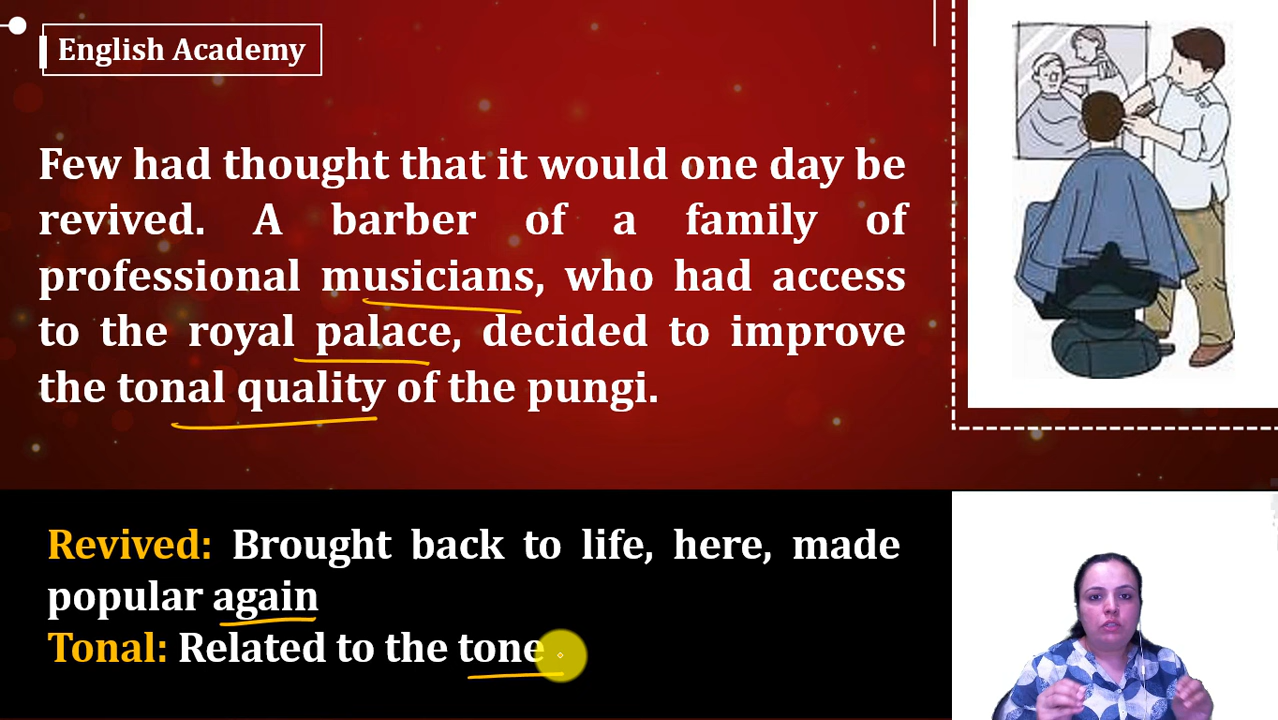 English Academy
Few had thought that it would one day be
revived. A barber of a family of
professional musicians, who had access
to the royal palace, decided to improve
the tonal quality of the pungi.
Revived: Brought back to life, here, made
popular again
Tonal: Related to the tone